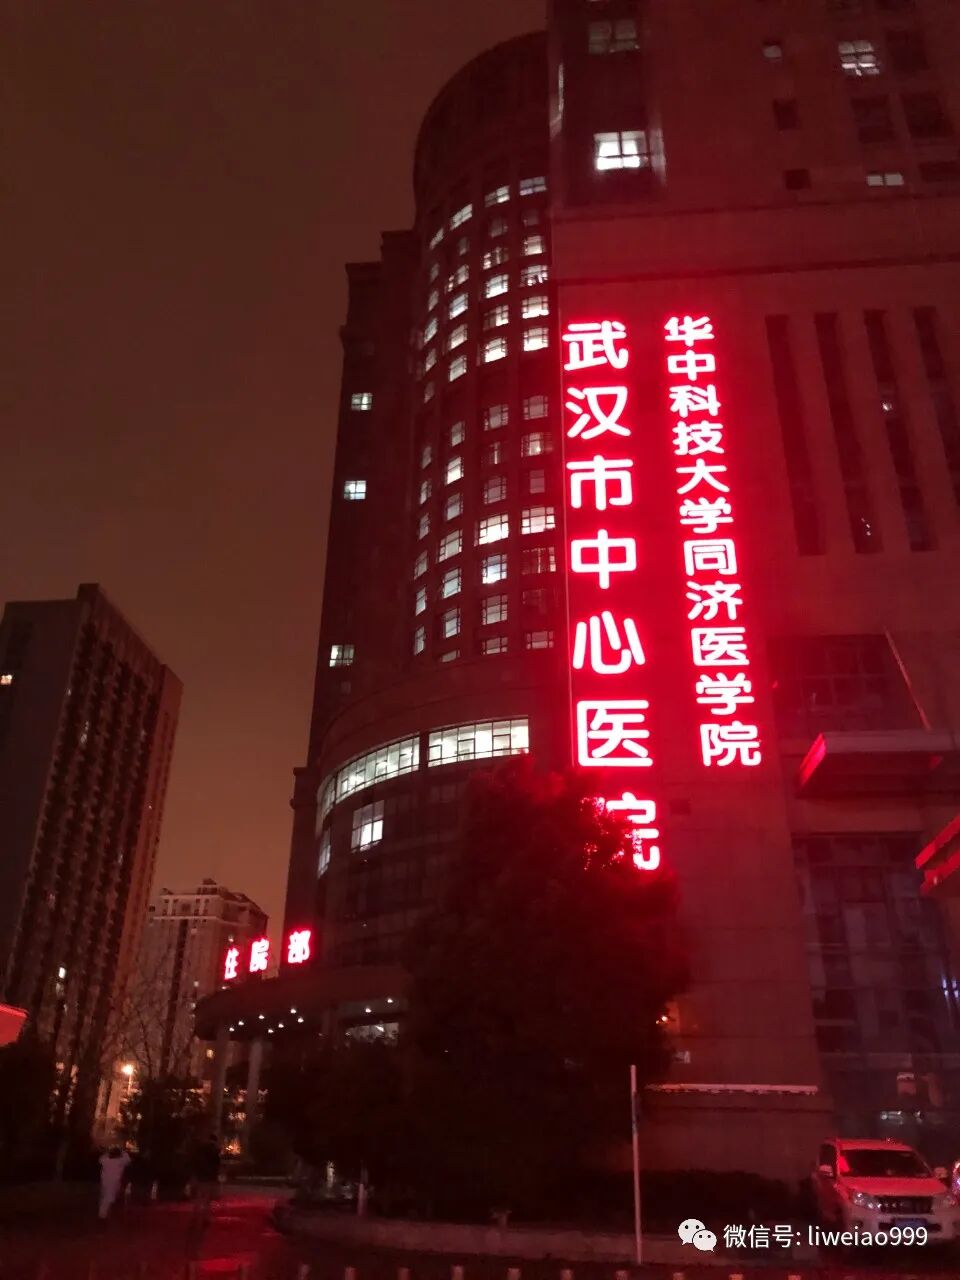 华中科技大学同济医学院
武汉市中心医院
住院部
微信号: liweiao999